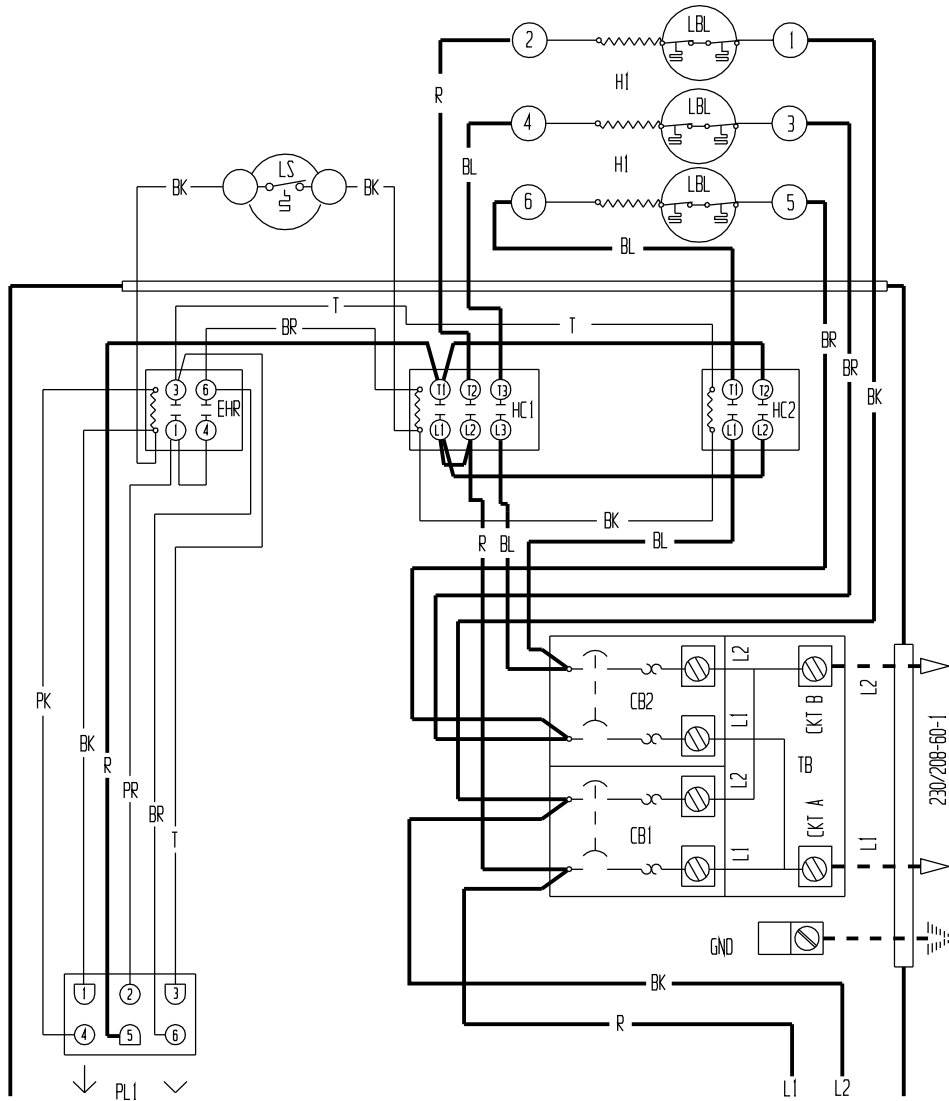 2 LBL 1
R H1
4 LBL 3
BL H1
LS LBL
BK BK 6 5
BL
T
BR T
BR
BR
3 6 T1 T2 T3 T1 T2
EHR HC1 HC2
BK
1 4 L1 L2 L3 L1 L2
BK
R BL BL
L2
L2
PK CB2 CKT B
L1
BK
R TB 230/208-60-1
PR L2
BR CKT A
T CB1 L1
L1
GND
BK
1 2 3
R
4 5 6
PL1 L1 L2